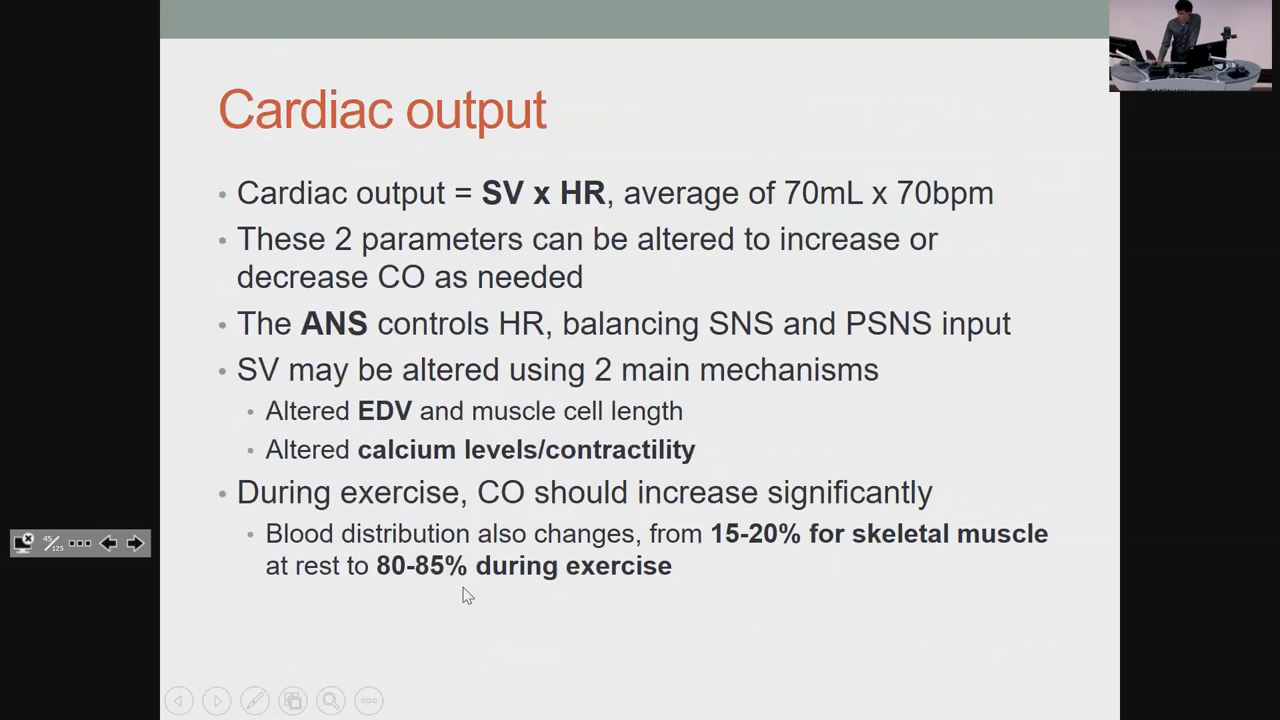 Cardiac output
• Cardiac output = SV x HR, average of 70mL x 70bpm
• These 2 parameters can be altered to increase or
decrease CO as needed
• The ANS controls HR, balancing SNS and PSNS input
• SV may be altered using 2 main mechanisms
• Altered EDV and muscle cell length
• Altered calcium levels/contractility
• During exercise, CO should increase significantly
• Blood distribution also changes, from 15-20% for skeletal muscle
at rest to 80-85% during exercise
45/125